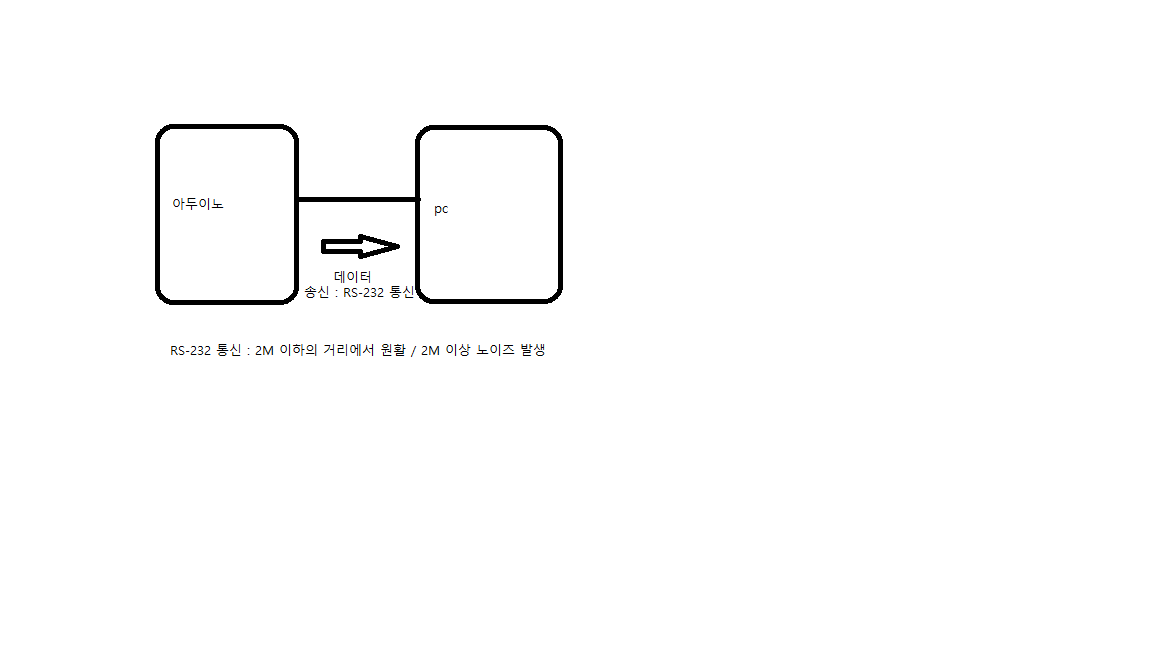 아두이노
pc
데이터
송신 : RS-232 통신
RS-232 통신 : 2M 이하의 거리에서 원활 / 2M 이상 노이즈 발생